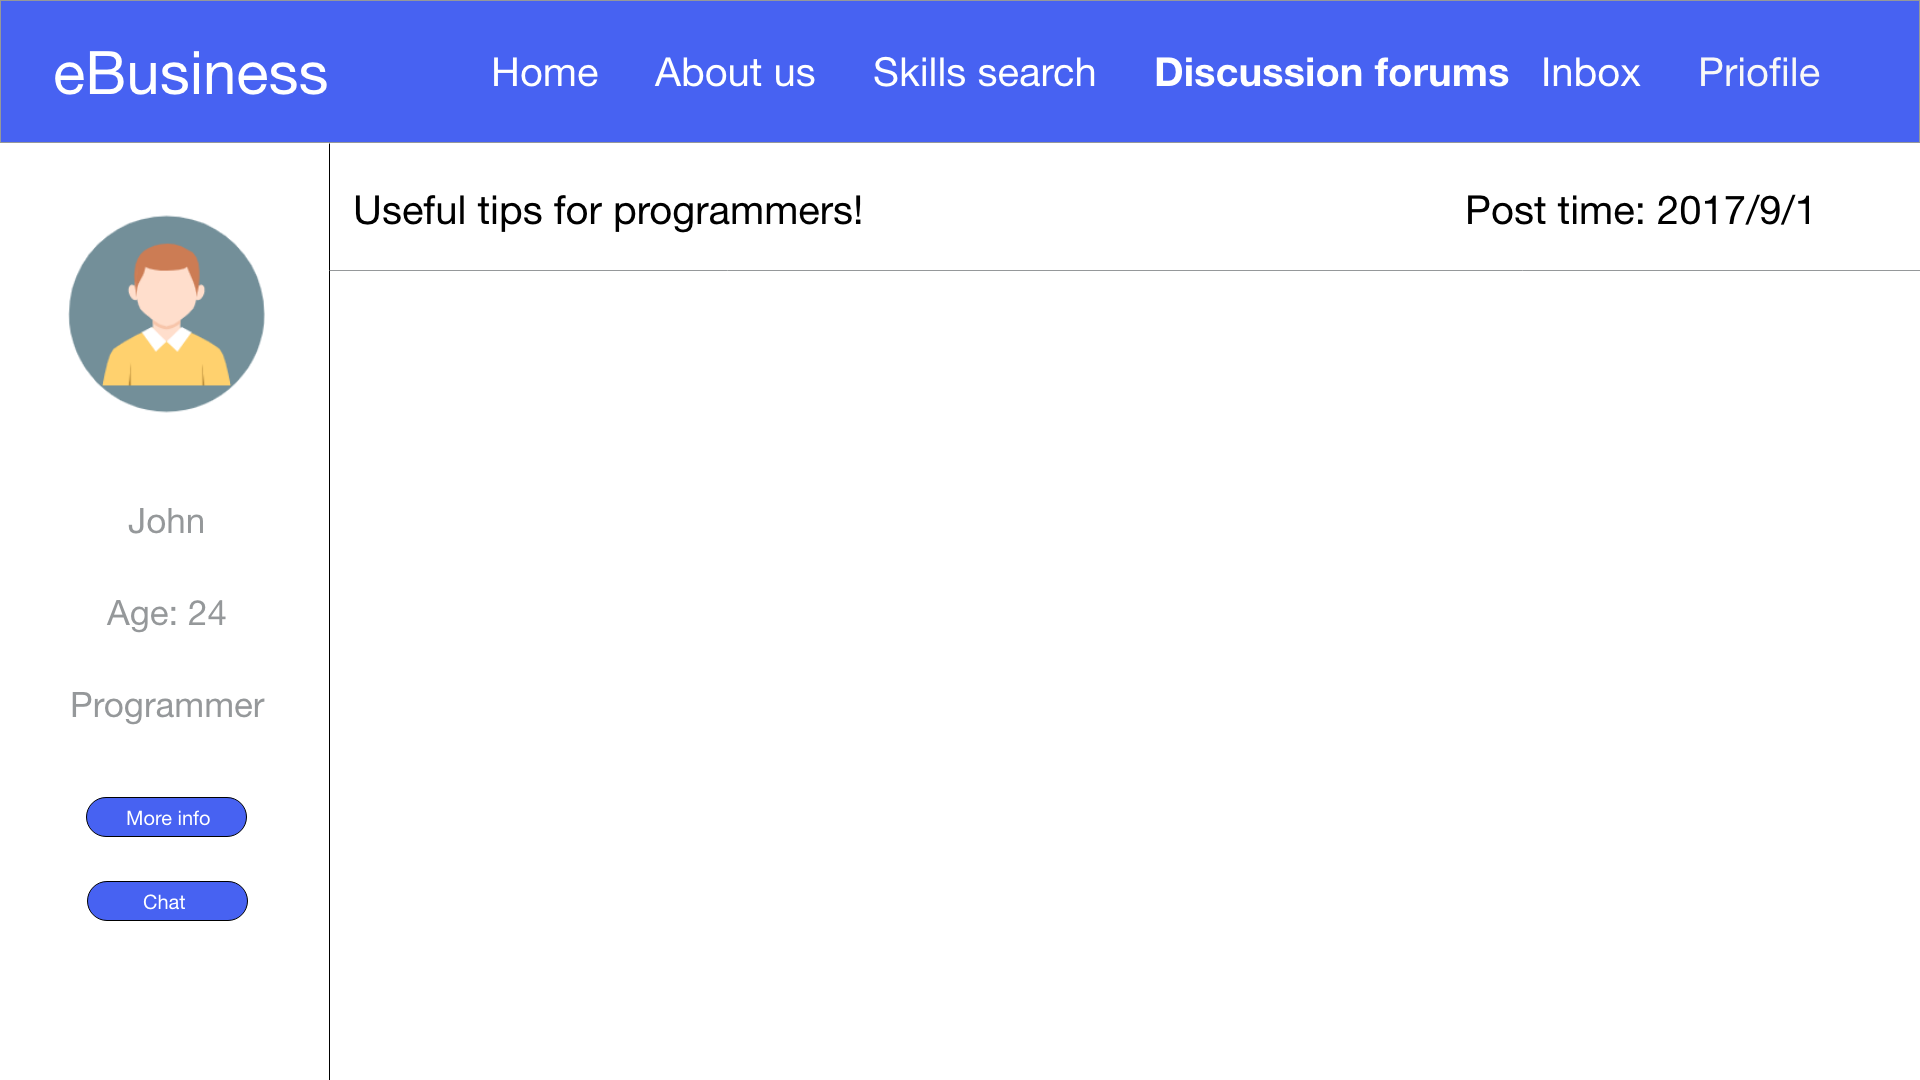 eBusiness Home About us Skills search Discussion forums Inbox Priofile
Useful tips for programmers! Post time: 2017/9/1
John
Age: 24
Programmer
More info
Chat